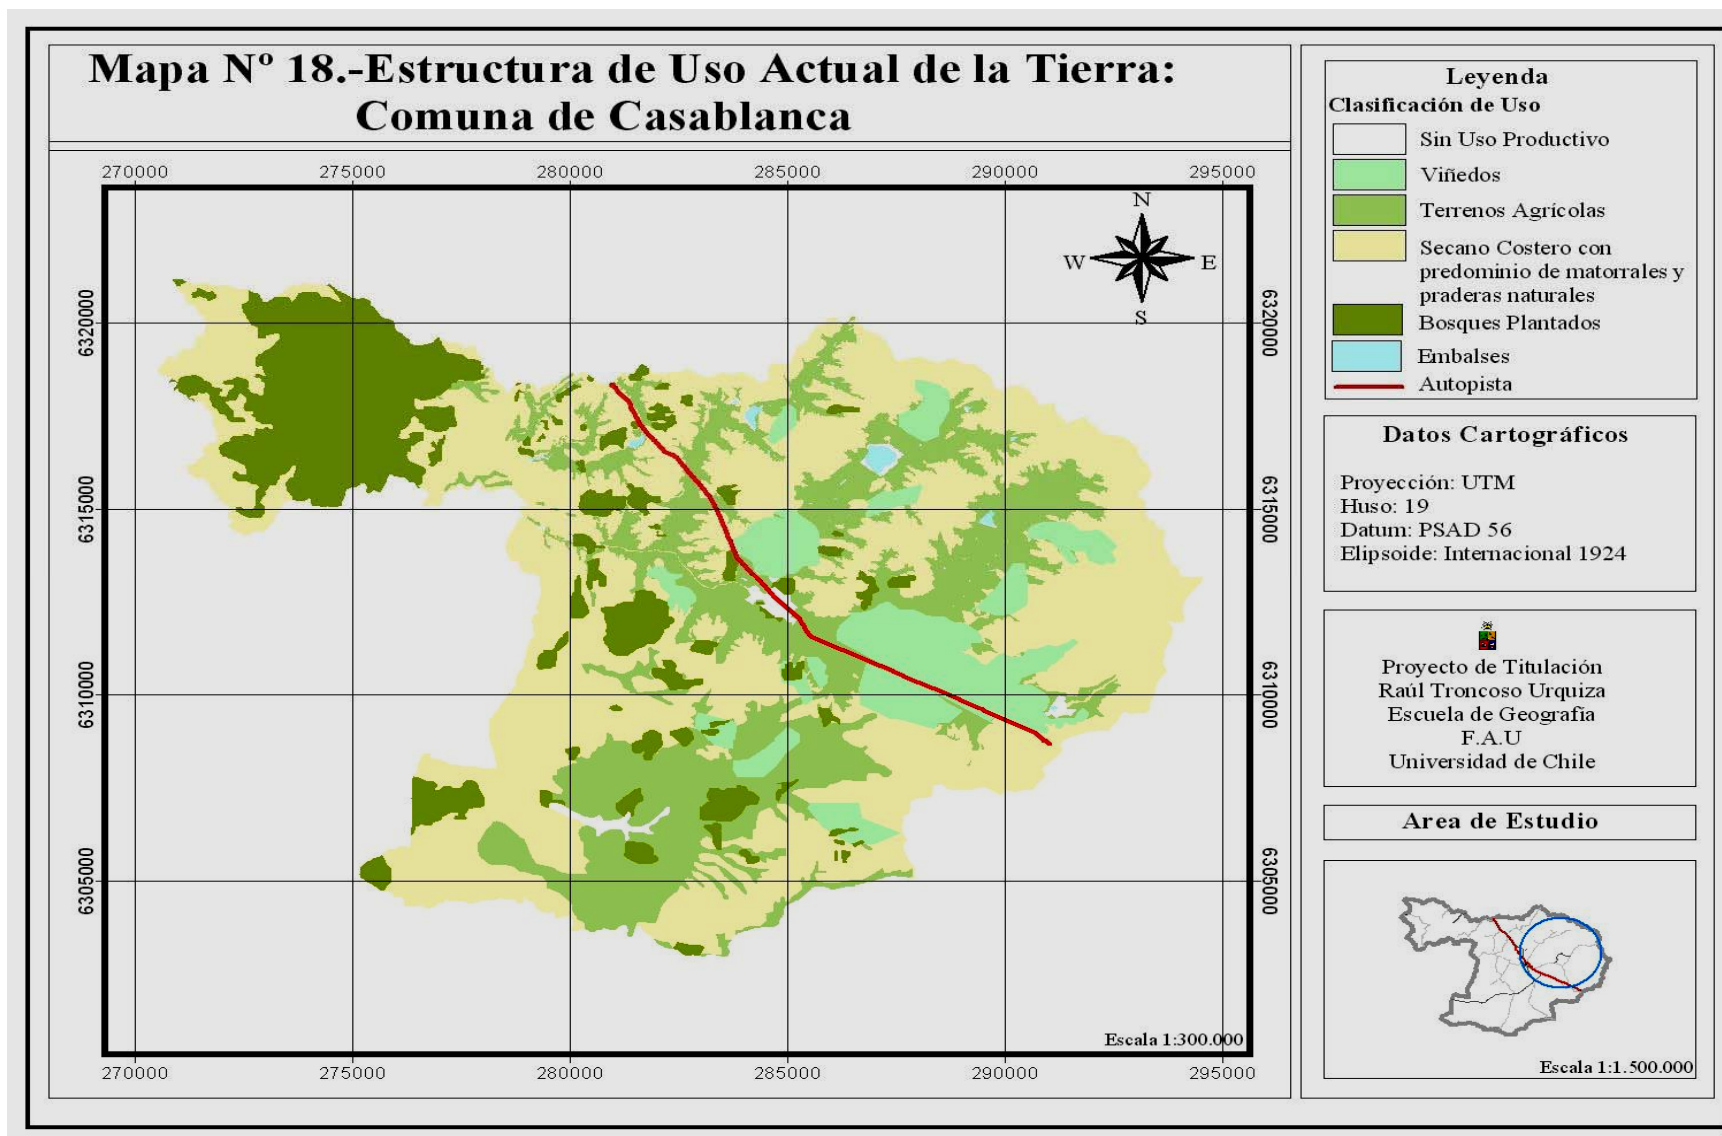 Mapa Nº 18.-Estructura de Uso Actual de la Tierra:
Comuna de Casablanca
270000 275000 280000 285000 290000 295000
N
W E
S
6320000 6320000
6315000 6315000
6310000 6310000
6305000 6305000
Escala 1:300.000
270000 275000 280000 285000 290000 295000
Leyenda
Clasificación de Uso
Sin Uso Productivo
Viñedos
Terrenos Agrícolas
Secano Costero con
predominio de matorrales y
praderas naturales
Bosques Plantados
Embalses
Autopista
Datos Cartográficos
Proyección: UTM
Huso: 19
Datum: PSAD 56
Elipsoide: Internacional 1924
Proyecto de Titulación
Raúl Troncoso Urquiza
Escuela de Geografía
F.A.U
Universidad de Chile
Area de Estudio
Escala 1:1.500.000